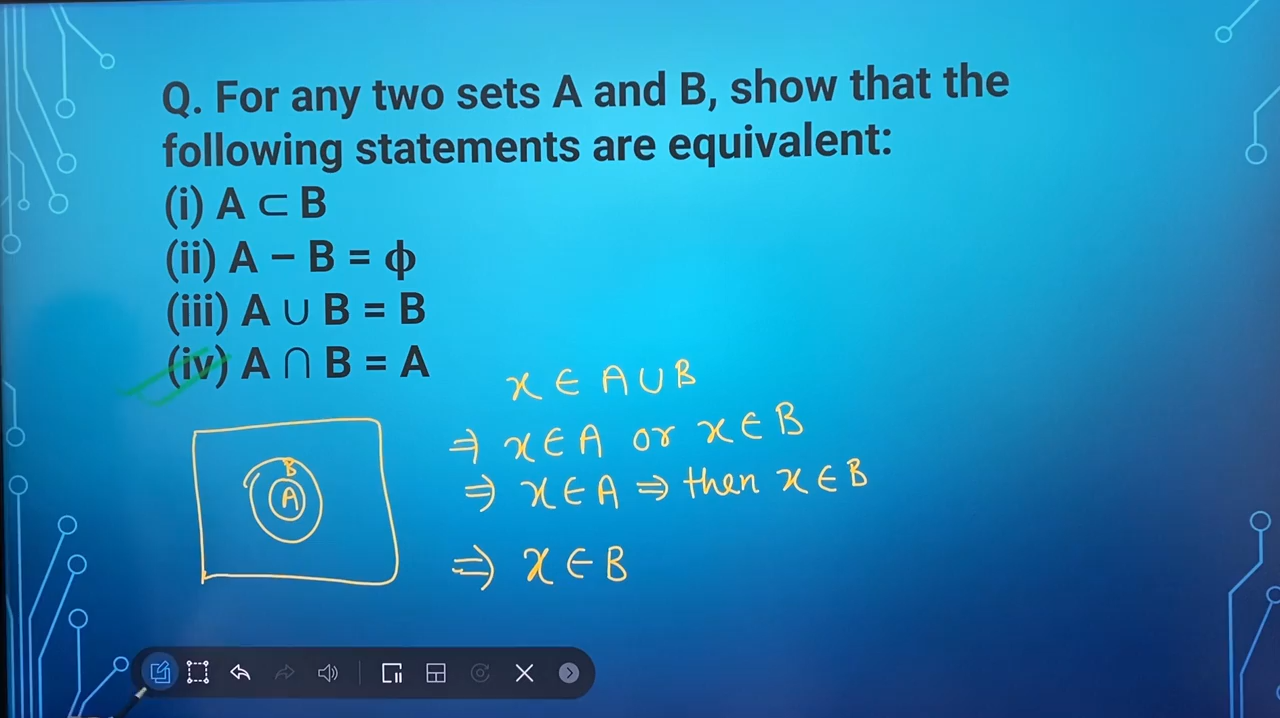 Q. For any two sets A and B, show that the
following statements are equivalent:
(i) A ⊂ B
(ii) A – B = ϕ
(iii) A ∪ B = B
(iv) A ∩ B = A
x ∈ A ∪ B
⇒ x ∈ A or x ∈ B
⇒ x ∈ A ⇒ then x ∈ B
⇒ x ∈ B
B
A